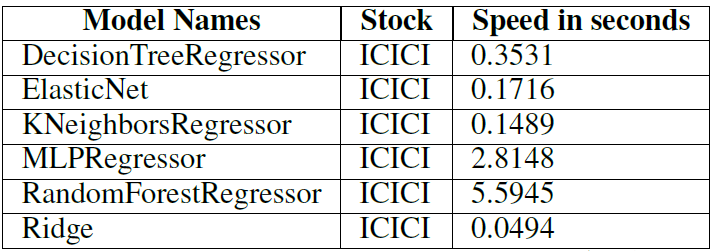 Model Names Stock Speed in seconds
DecisionTreeRegressor ICICI 0.3531
ElasticNet ICICI 0.1716
KNeighborsRegressor ICICI 0.1489
MLPRegressor ICICI 2.8148
RandomForestRegressor ICICI 5.5945
Ridge ICICI 0.0494